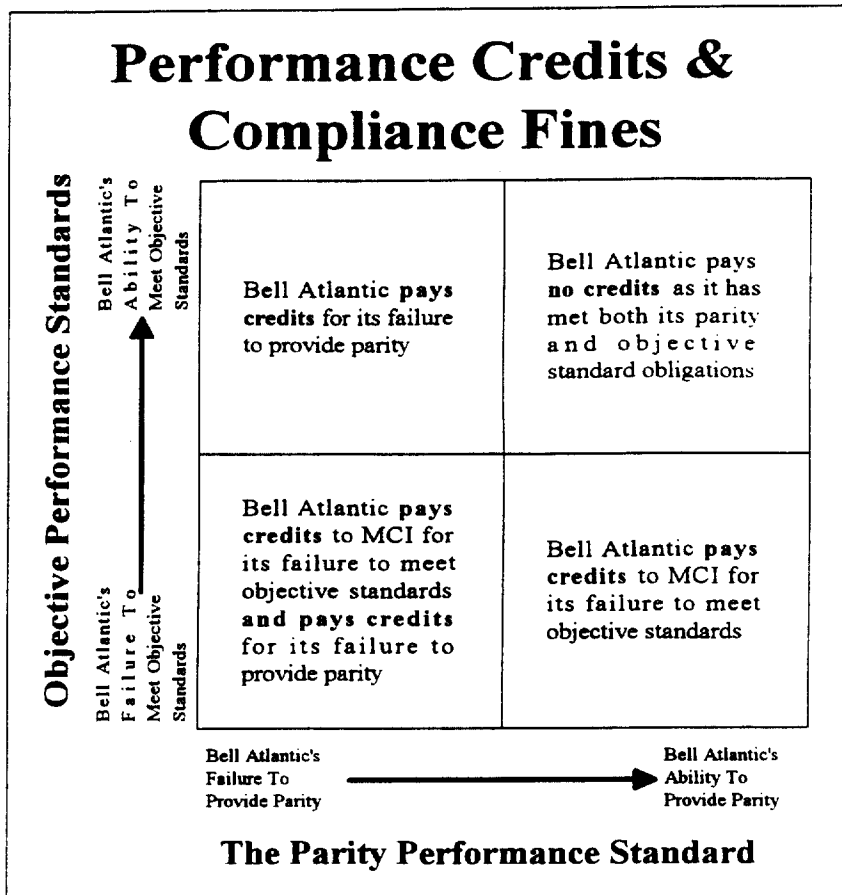 Performance Credits &
Compliance Fines
Objective Performance Standards
Bell Atlantic's
Ability To
Meet Objective
Standards
Bell Atlantic pays
credits for its failure
to provide parity
Bell Atlantic pays
no credits as it has
met both its parity
and objective
standard obligations
Bell Atlantic's
Failure To
Meet Objective
Standards
Bell Atlantic pays
credits to MCI for
its failure to meet
objective standards
and pays credits
for its failure to
provide parity
Bell Atlantic pays
credits to MCI for
its failure to meet
objective standards
Bell Atlantic's
Failure To
Provide Parity
Bell Atlantic's
Ability To
Provide Parity
The Parity Performance Standard